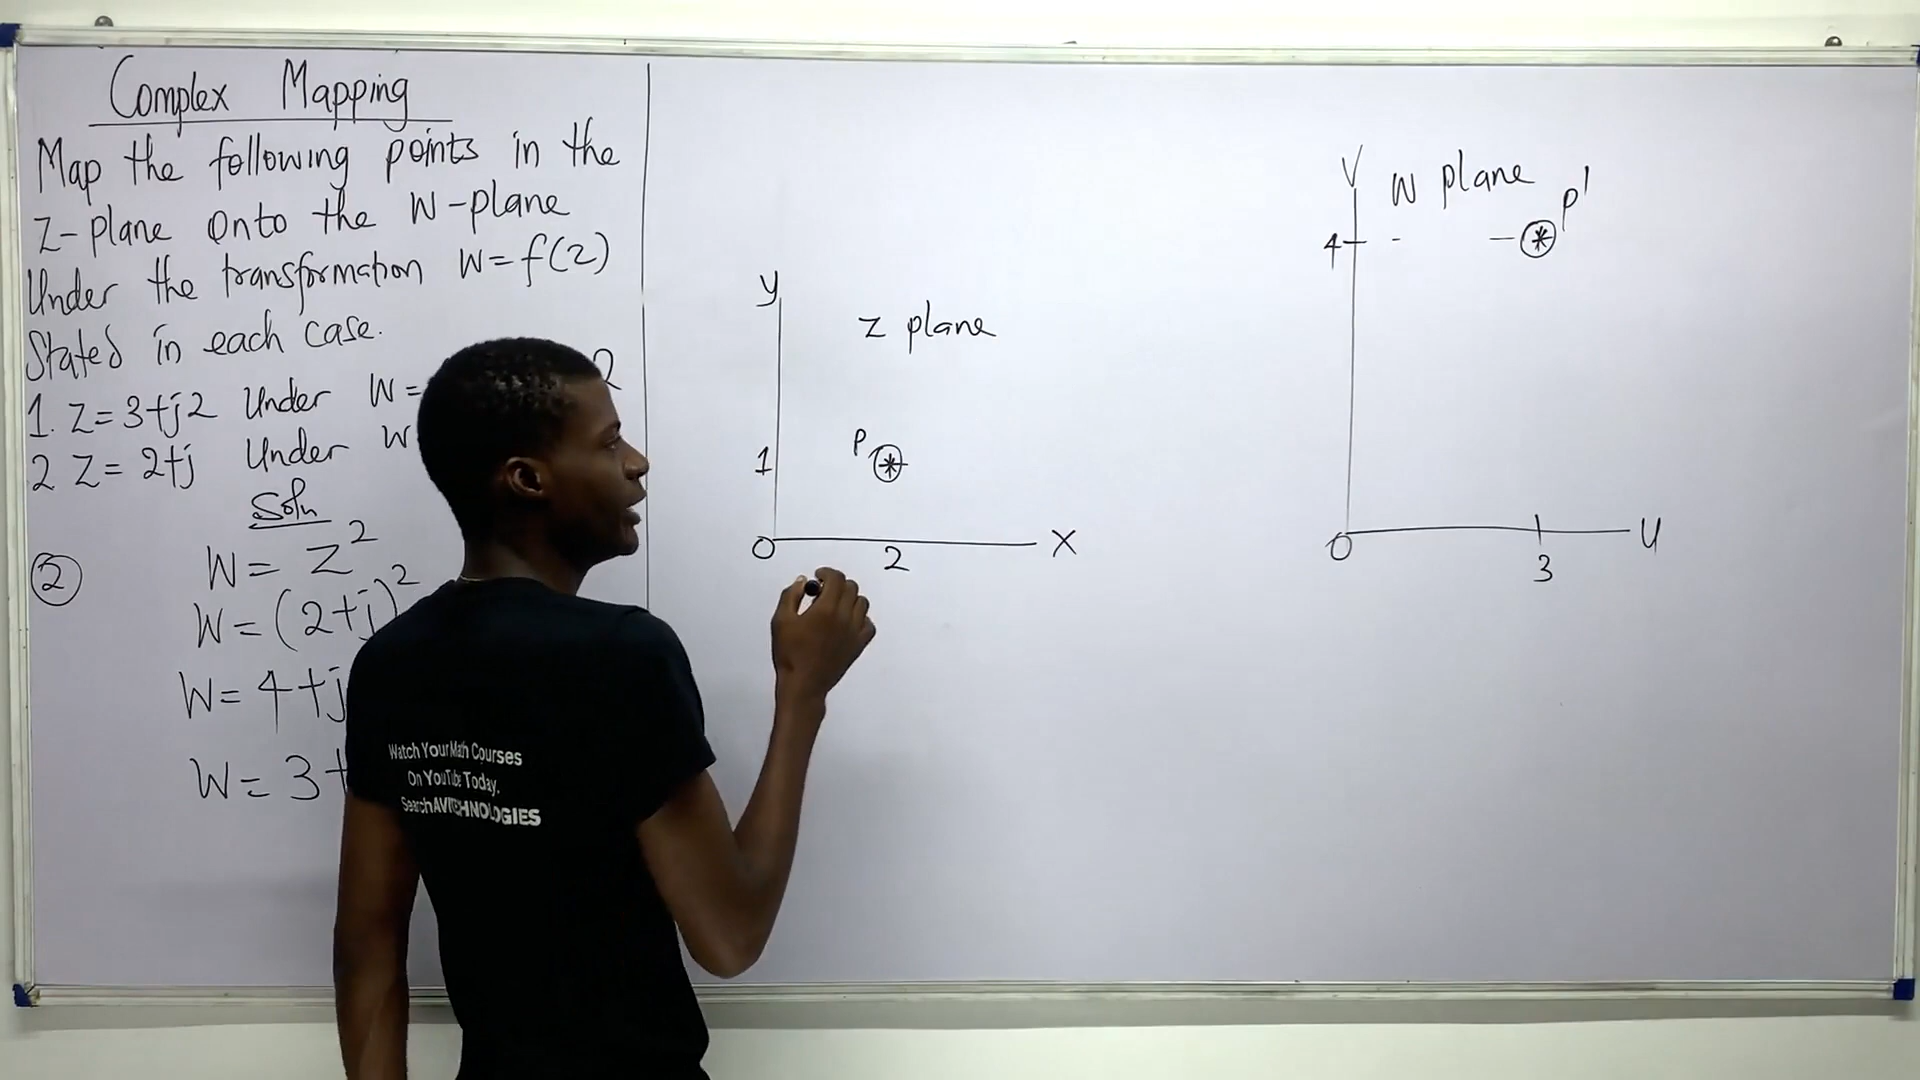 Complex Mapping
Map the following points in the
Z-plane Onto the W-plane
Under the transformation W=f(z)
Stated in each case.
1. Z=3+j2 Under W=
2 Z=2+j Under W
Soln
② W= Z²
W=(2+j)²
W=4+j
W=3+
y
z plane
P
1
0
2
X
V
W plane
P'
4
0
3
U
Watch Your Math Courses
On YouTube Today.
Search AVITECHNOLOGIES